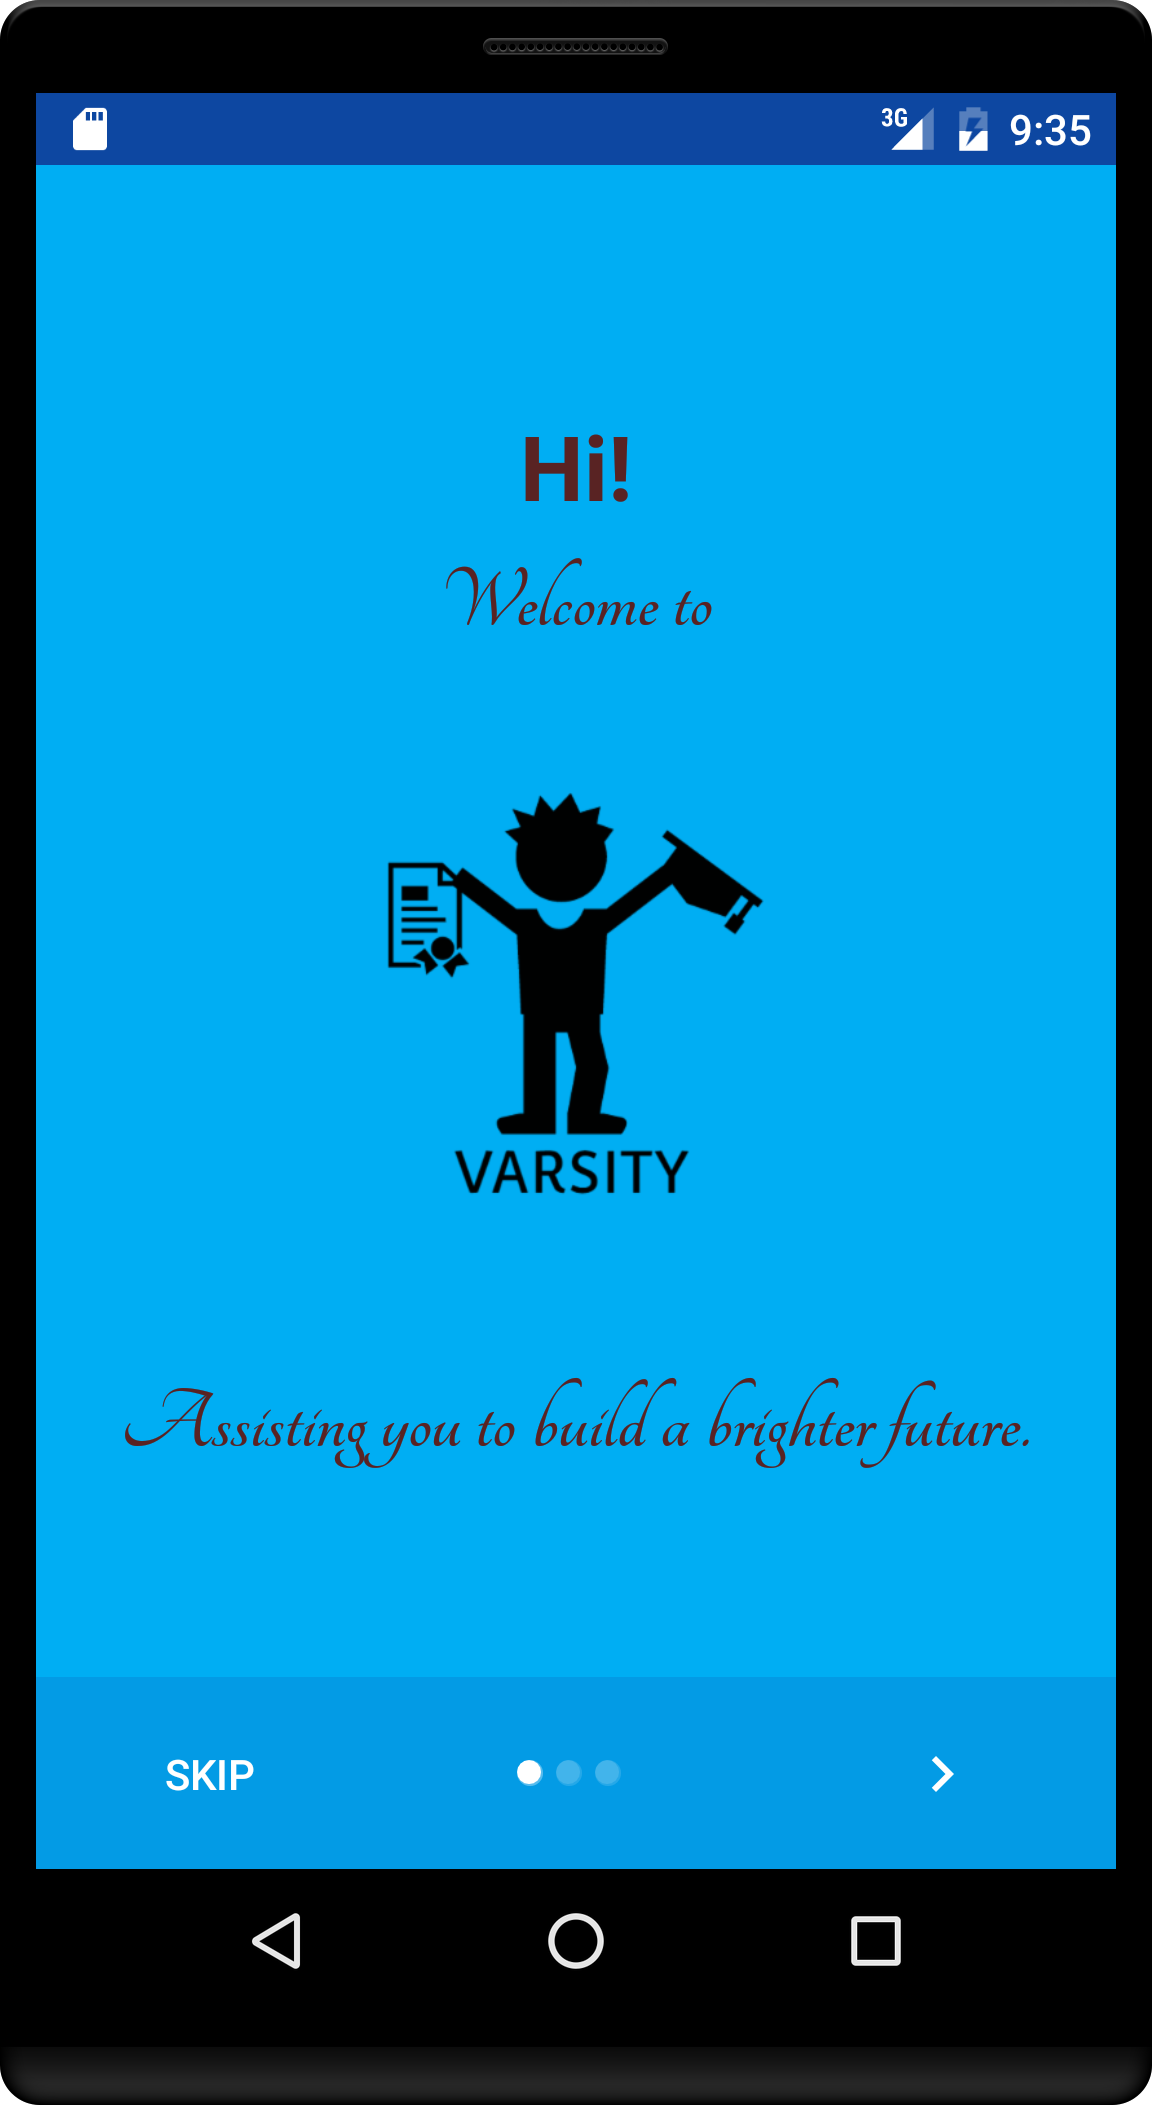 3G 9:35
Hi!
Welcome to
VARSITY
Assisting you to build a brighter future.
SKIP